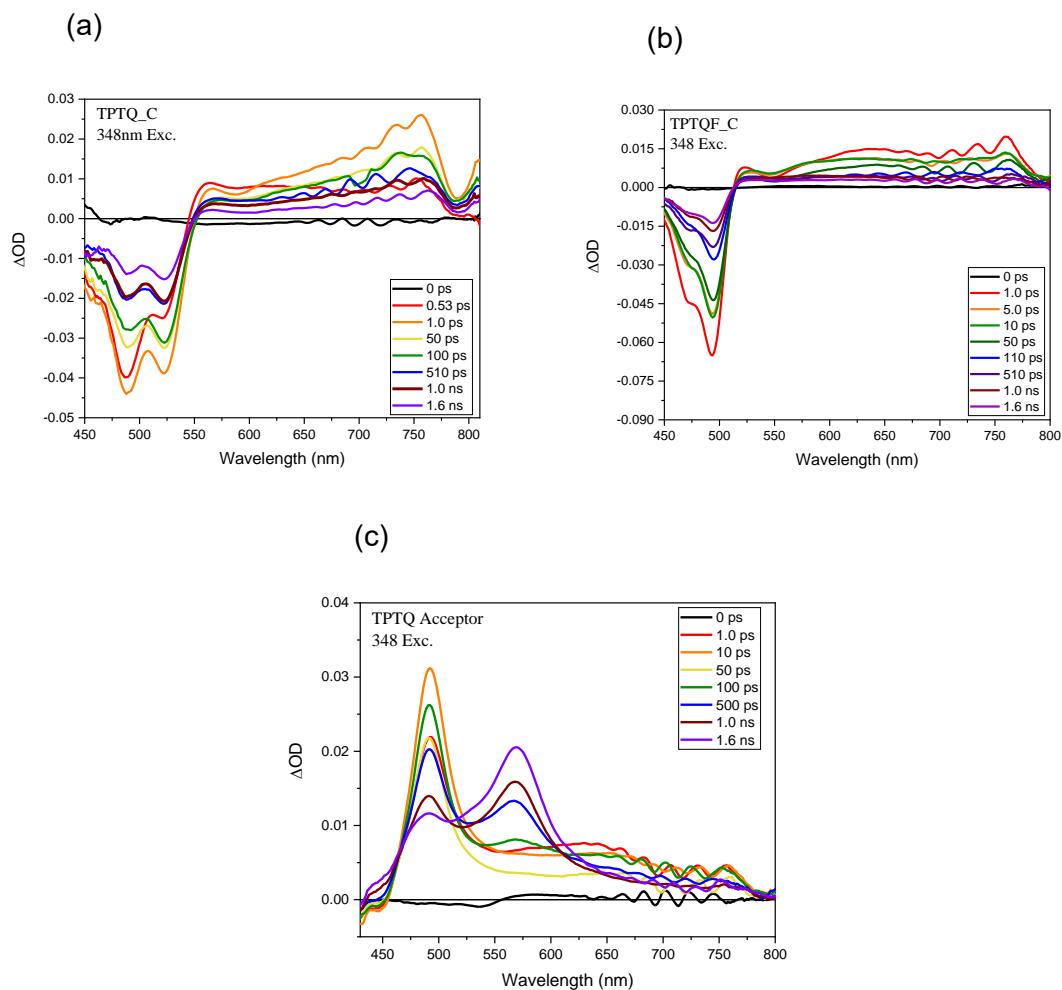 (a)
TPTQ_C
348nm Exc.
ΔOD
0.03
0.02
0.01
0.00
-0.01
-0.02
-0.03
-0.04
-0.05
450 500 550 600 650 700 750 800
Wavelength (nm)
0 ps
0.53 ps
1.0 ps
50 ps
100 ps
510 ps
1.0 ns
1.6 ns
(b)
TPTQF_C
348 Exc.
ΔOD
0.030
0.015
0.000
-0.015
-0.030
-0.045
-0.060
-0.075
-0.090
450 500 550 600 650 700 750 800
Wavelength (nm)
0 ps
1.0 ps
5.0 ps
10 ps
50 ps
110 ps
510 ps
1.0 ns
1.6 ns
(c)
TPTQ Acceptor
348 Exc.
ΔOD
0.04
0.03
0.02
0.01
0.00
450 500 550 600 650 700 750 800
Wavelength (nm)
0 ps
1.0 ps
10 ps
50 ps
100 ps
500 ps
1.0 ns
1.6 ns